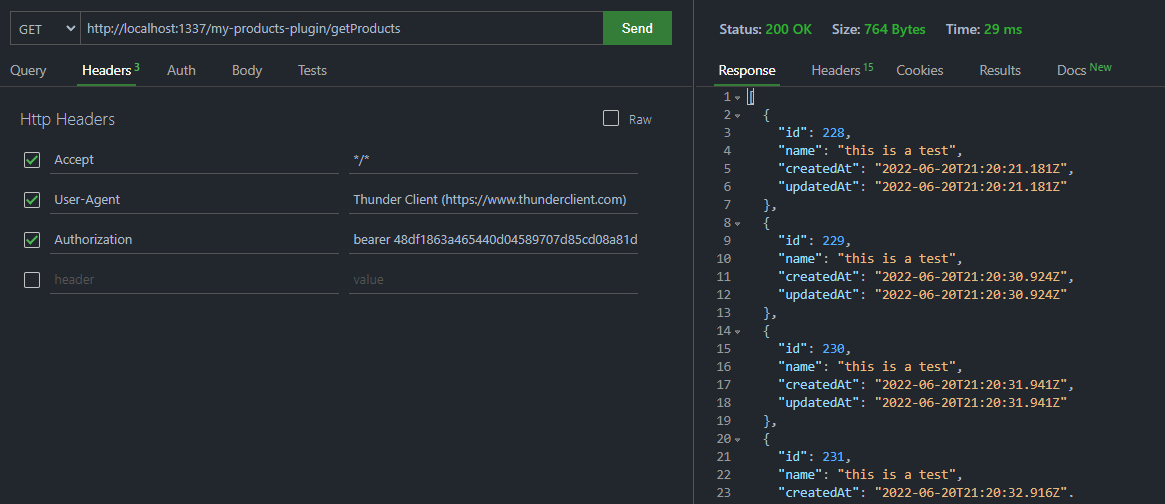 GET
http://localhost:1337/my-products-plugin/getProducts
Send
Query
Headers 3
Auth
Body
Tests
Http Headers
Raw
Accept
*/*
User-Agent
Thunder Client (https://www.thunderclient.com)
Authorization
bearer 48df1863a465440d04589707d85cd08a81d
header
value
Status: 200 OK
Size: 764 Bytes
Time: 29 ms
Response
Headers 15
Cookies
Results
Docs New
1 [
2 {
3 "id": 228,
4 "name": "this is a test",
5 "createdAt": "2022-06-20T21:20:21.181Z",
6 "updatedAt": "2022-06-20T21:20:21.181Z"
7 },
8 {
9 "id": 229,
10 "name": "this is a test",
11 "createdAt": "2022-06-20T21:20:30.924Z",
12 "updatedAt": "2022-06-20T21:20:30.924Z"
13 },
14 {
15 "id": 230,
16 "name": "this is a test",
17 "createdAt": "2022-06-20T21:20:31.941Z",
18 "updatedAt": "2022-06-20T21:20:31.941Z"
19 },
20 {
21 "id": 231,
22 "name": "this is a test",
23 "createdAt": "2022-06-20T21:20:32.916Z",